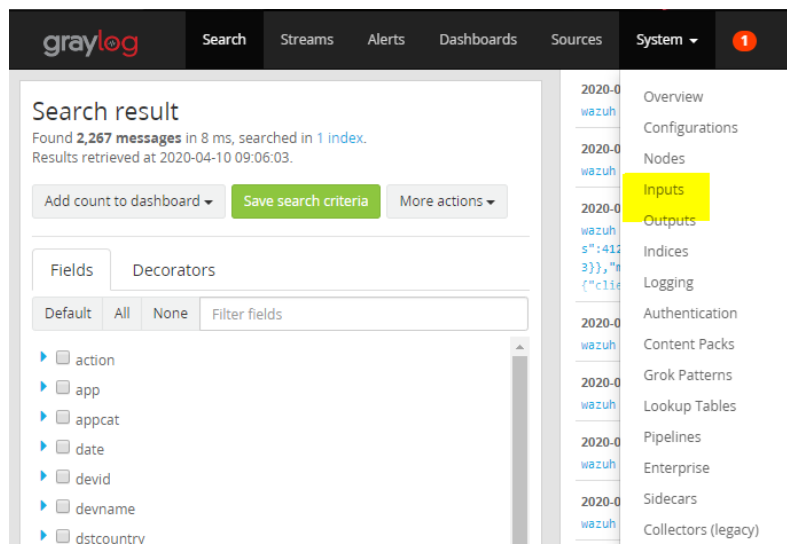 graylog Search Streams Alerts Dashboards Sources System 1
Search result
Found 2,267 messages in 8 ms, searched in 1 index.
Results retrieved at 2020-04-10 09:06:03.
Add count to dashboard Save search criteria More actions
Fields Decorators
Default All None Filter fields
action
app
appcat
date
devid
devname
dstcountry
2020-0
wazuh
2020-0
wazuh
2020-0
wazuh
s":412
3}},"m
{"clie
2020-0
wazuh
2020-0
wazuh
2020-0
wazuh
2020-0
wazuh
Overview
Configurations
Nodes
Inputs
Outputs
Indices
Logging
Authentication
Content Packs
Grok Patterns
Lookup Tables
Pipelines
Enterprise
Sidecars
Collectors (legacy)